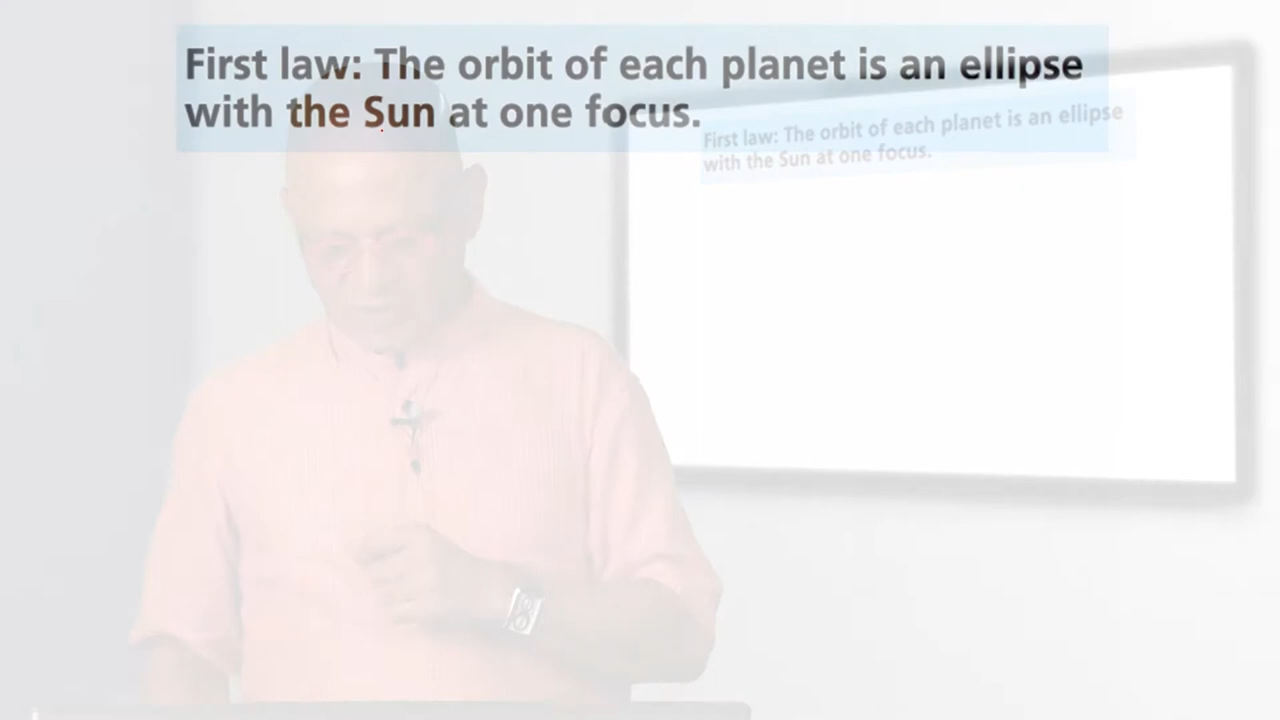 First law: The orbit of each planet is an ellipse
with the Sun at one focus.
First law: The orbit of each planet is an ellipse
with the Sun at one focus.